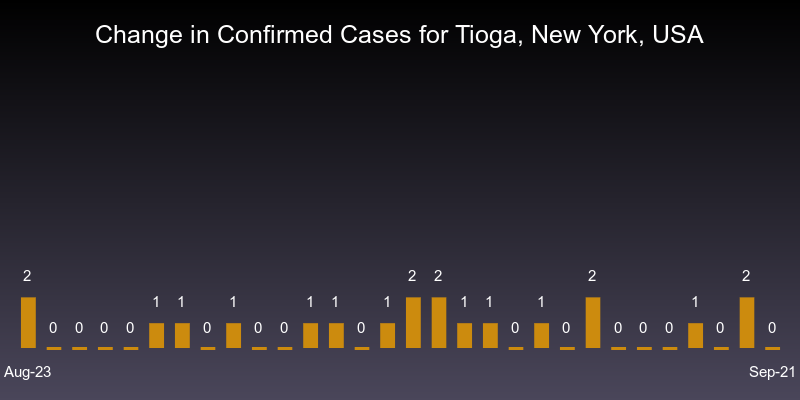 Change in Confirmed Cases for Tioga, New York, USA
2 0 0 0 0 1 1 0 1 0 0 1 1 0 1 2 2 1 1 0 1 0 2 0 0 0 1 0 2 0
Aug-23 Sep-21